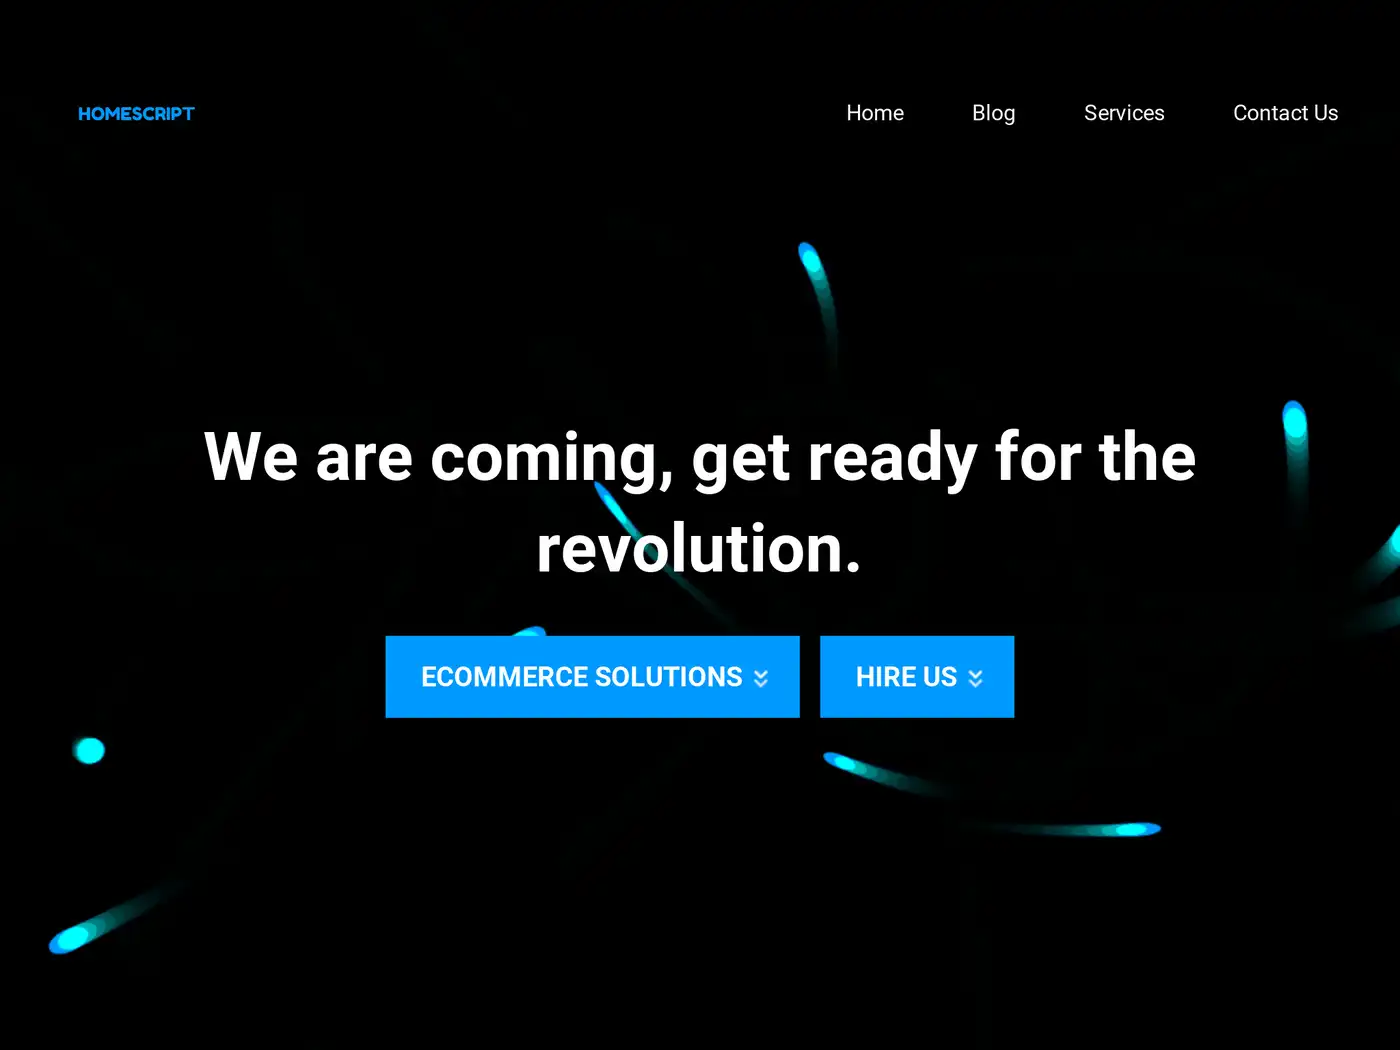 HOMESCRIPT
Home
Blog
Services
Contact Us
We are coming, get ready for the
revolution.
ECOMMERCE SOLUTIONS
HIRE US